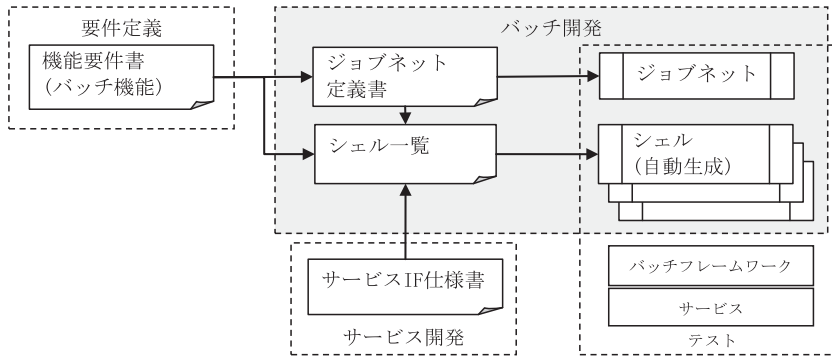 要件定義
機能要件書
（バッチ機能）
バッチ開発
ジョブネット
定義書
ジョブネット
シェル一覧
シェル
（自動生成）
サービスIF仕様書
サービス開発
バッチフレームワーク
サービス
テスト